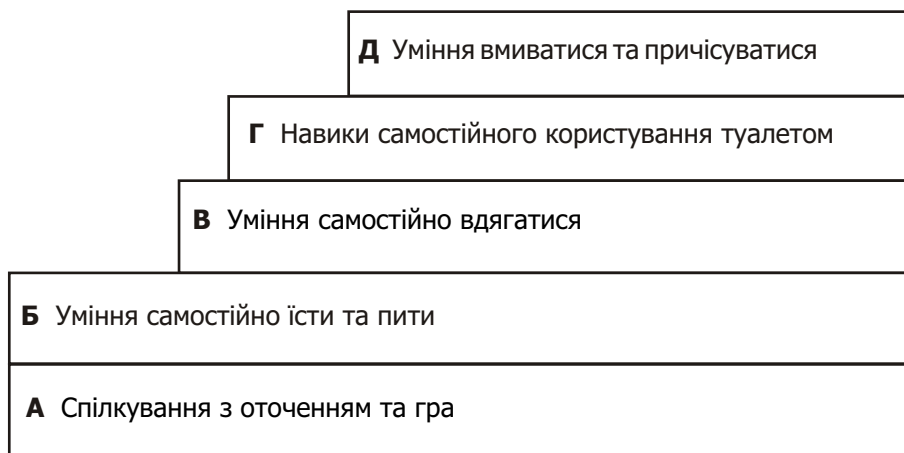 Д Уміння вмиватися та причісуватися
Г Навики самостійного користування туалетом
В Уміння самостійно вдягатися
Б Уміння самостійно їсти та пити
А Спілкування з оточенням та гра